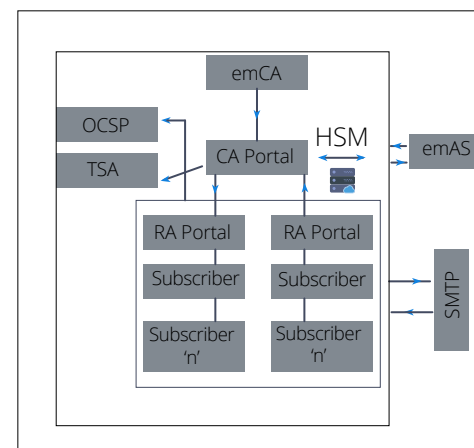 emCA
OCSP
HSM
TSA
CA Portal
emAS
RA Portal
RA Portal
Subscriber
Subscriber
SMTP
Subscriber
‘n’
Subscriber
‘n’